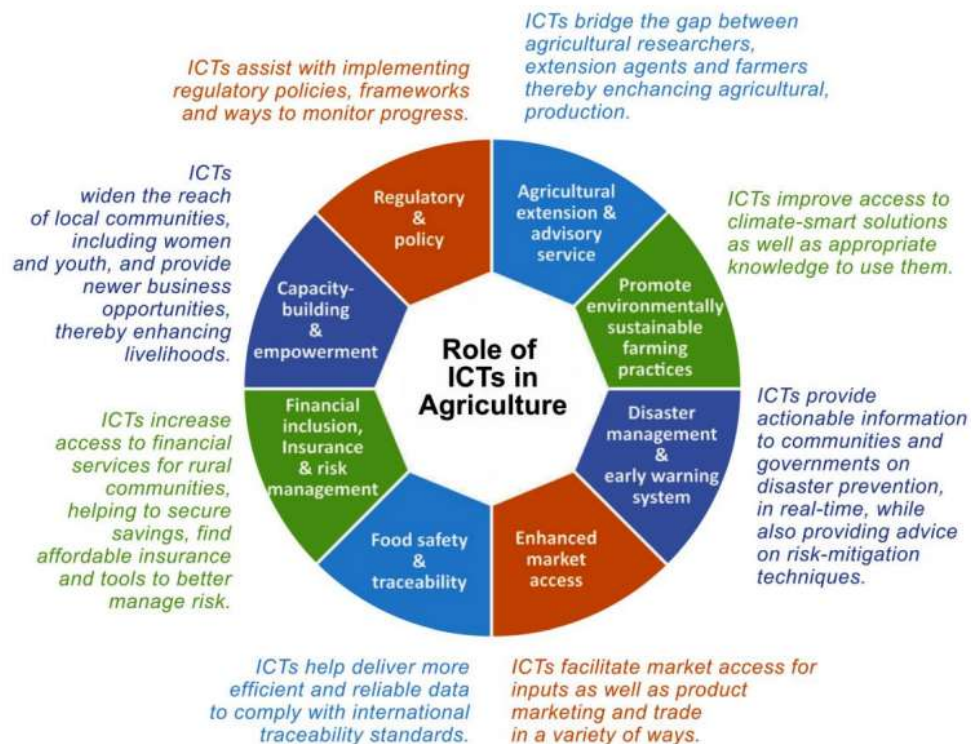 ICTs bridge the gap between
agricultural researchers,
extension agents and farmers
thereby enchancing agricultural,
production.
ICTs assist with implementing
regulatory policies, frameworks
and ways to monitor progress.
ICTs
widen the reach
of local communities,
including women
and youth, and provide
newer business
opportunities,
thereby enhancing
livelihoods.
Regulatory
&
policy
Agricultural
extension &
advisory
service
ICTs improve access to
climate-smart solutions
as well as appropriate
knowledge to use them.
Capacity-
building
&
empowerment
Promote
environmentally
sustainable
farming
practices
Role of
ICTs in
Agriculture
ICTs increase
access to financial
services for rural
communities,
helping to secure
savings, find
affordable insurance
and tools to better
manage risk.
Financial
inclusion,
Insurance
& risk
management
Disaster
management
&
early warning
system
ICTs provide
actionable information
to communities and
governments on
disaster prevention,
in real-time, while
also providing advice
on risk-mitigation
techniques.
Food safety
&
traceability
Enhanced
market
access
ICTs help deliver more
efficient and reliable data
to comply with international
traceability standards.
ICTs facilitate market access for
inputs as well as product
marketing and trade
in a variety of ways.